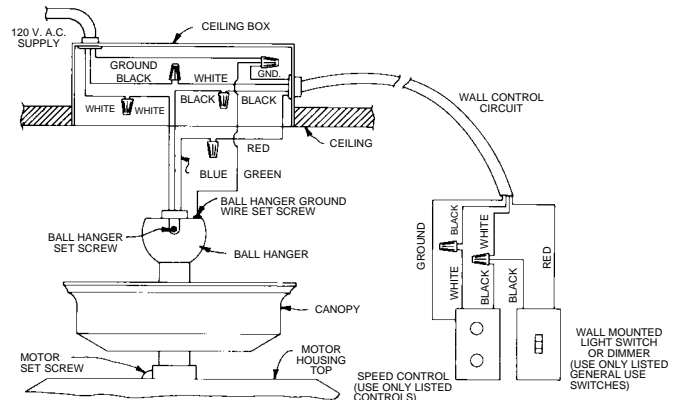 120 V. A.C.
SUPPLY
CEILING BOX
GROUND
BLACK
WHITE
GND.
WHITE
WHITE
BLACK
BLACK
WALL CONTROL
CIRCUIT
CEILING
RED
BLUE
GREEN
BALL HANGER GROUND
WIRE SET SCREW
BALL HANGER
SET SCREW
BALL HANGER
GROUND
BLACK
WHITE
RED
WHITE
BLACK
BLACK
CANOPY
MOTOR
SET SCREW
MOTOR
HOUSING
TOP
SPEED CONTROL
(USE ONLY LISTED
CONTROLS)
WALL MOUNTED
LIGHT SWITCH
OR DIMMER
(USE ONLY LISTED
GENERAL USE
SWITCHES)